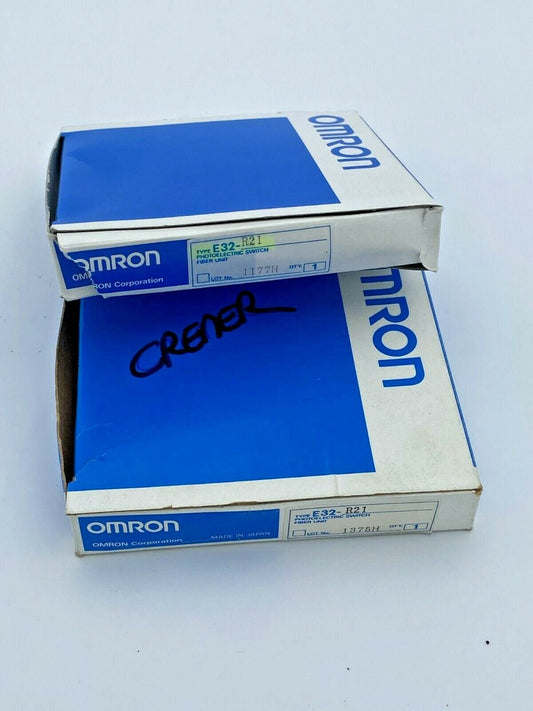 OMRON
OMRON
OMRON Corporation
TYPE E32-R21
PHOTOELECTRIC SWITCH
FIBER UNIT
LOT No. 1177H QTY. 1
OMRON
CREMER
OMRON
OMRON Corporation
MADE IN JAPAN
TYPE E32-R21
PHOTOELECTRIC SWITCH
FIBER UNIT
LOT No. 1375H QTY. 1